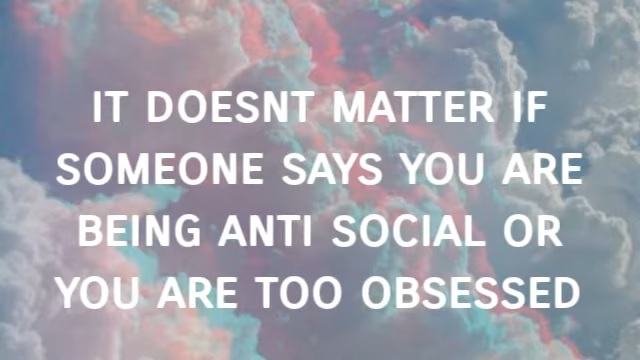 IT DOESNT MATTER IF
SOMEONE SAYS YOU ARE
BEING ANTI SOCIAL OR
YOU ARE TOO OBSESSED